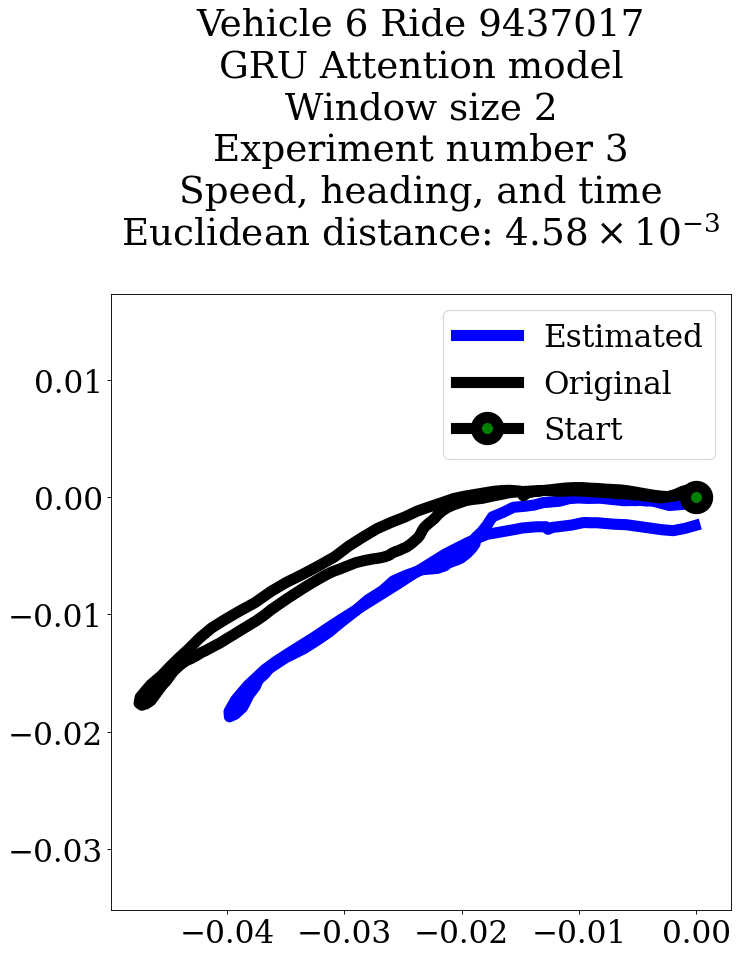 Vehicle 6 Ride 9437017
GRU Attention model
Window size 2
Experiment number 3
Speed, heading, and time
Euclidean distance: 4.58 × 10⁻³
Estimated
Original
Start
0.01
0.00
−0.01
−0.02
−0.03
−0.04 −0.03 −0.02 −0.01 0.00